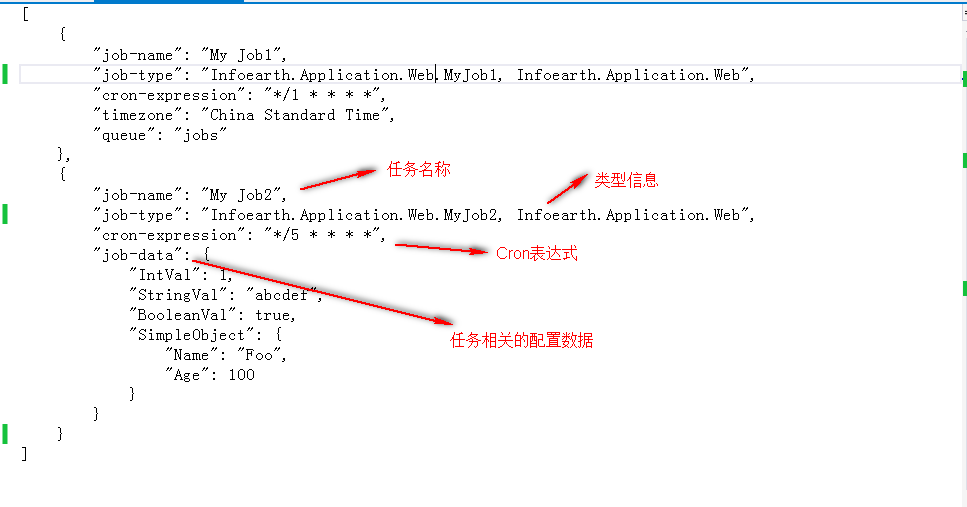 [
{
"job-name": "My Job1",
"job-type": "Infoearth.Application.Web.MyJob1, Infoearth.Application.Web",
"cron-expression": "*/1 * * * *",
"timezone": "China Standard Time",
"queue": "jobs"
},
任务名称
{
类型信息
"job-name": "My Job2",
"job-type": "Infoearth.Application.Web.MyJob2, Infoearth.Application.Web",
"cron-expression": "*/5 * * * *",
Cron表达式
"job-data": {
"IntVal": 1,
"StringVal": "abcdef",
"BooleanVal": true,
"SimpleObject": {
任务相关的配置数据
"Name": "Foo",
"Age": 100
}
}
}
]